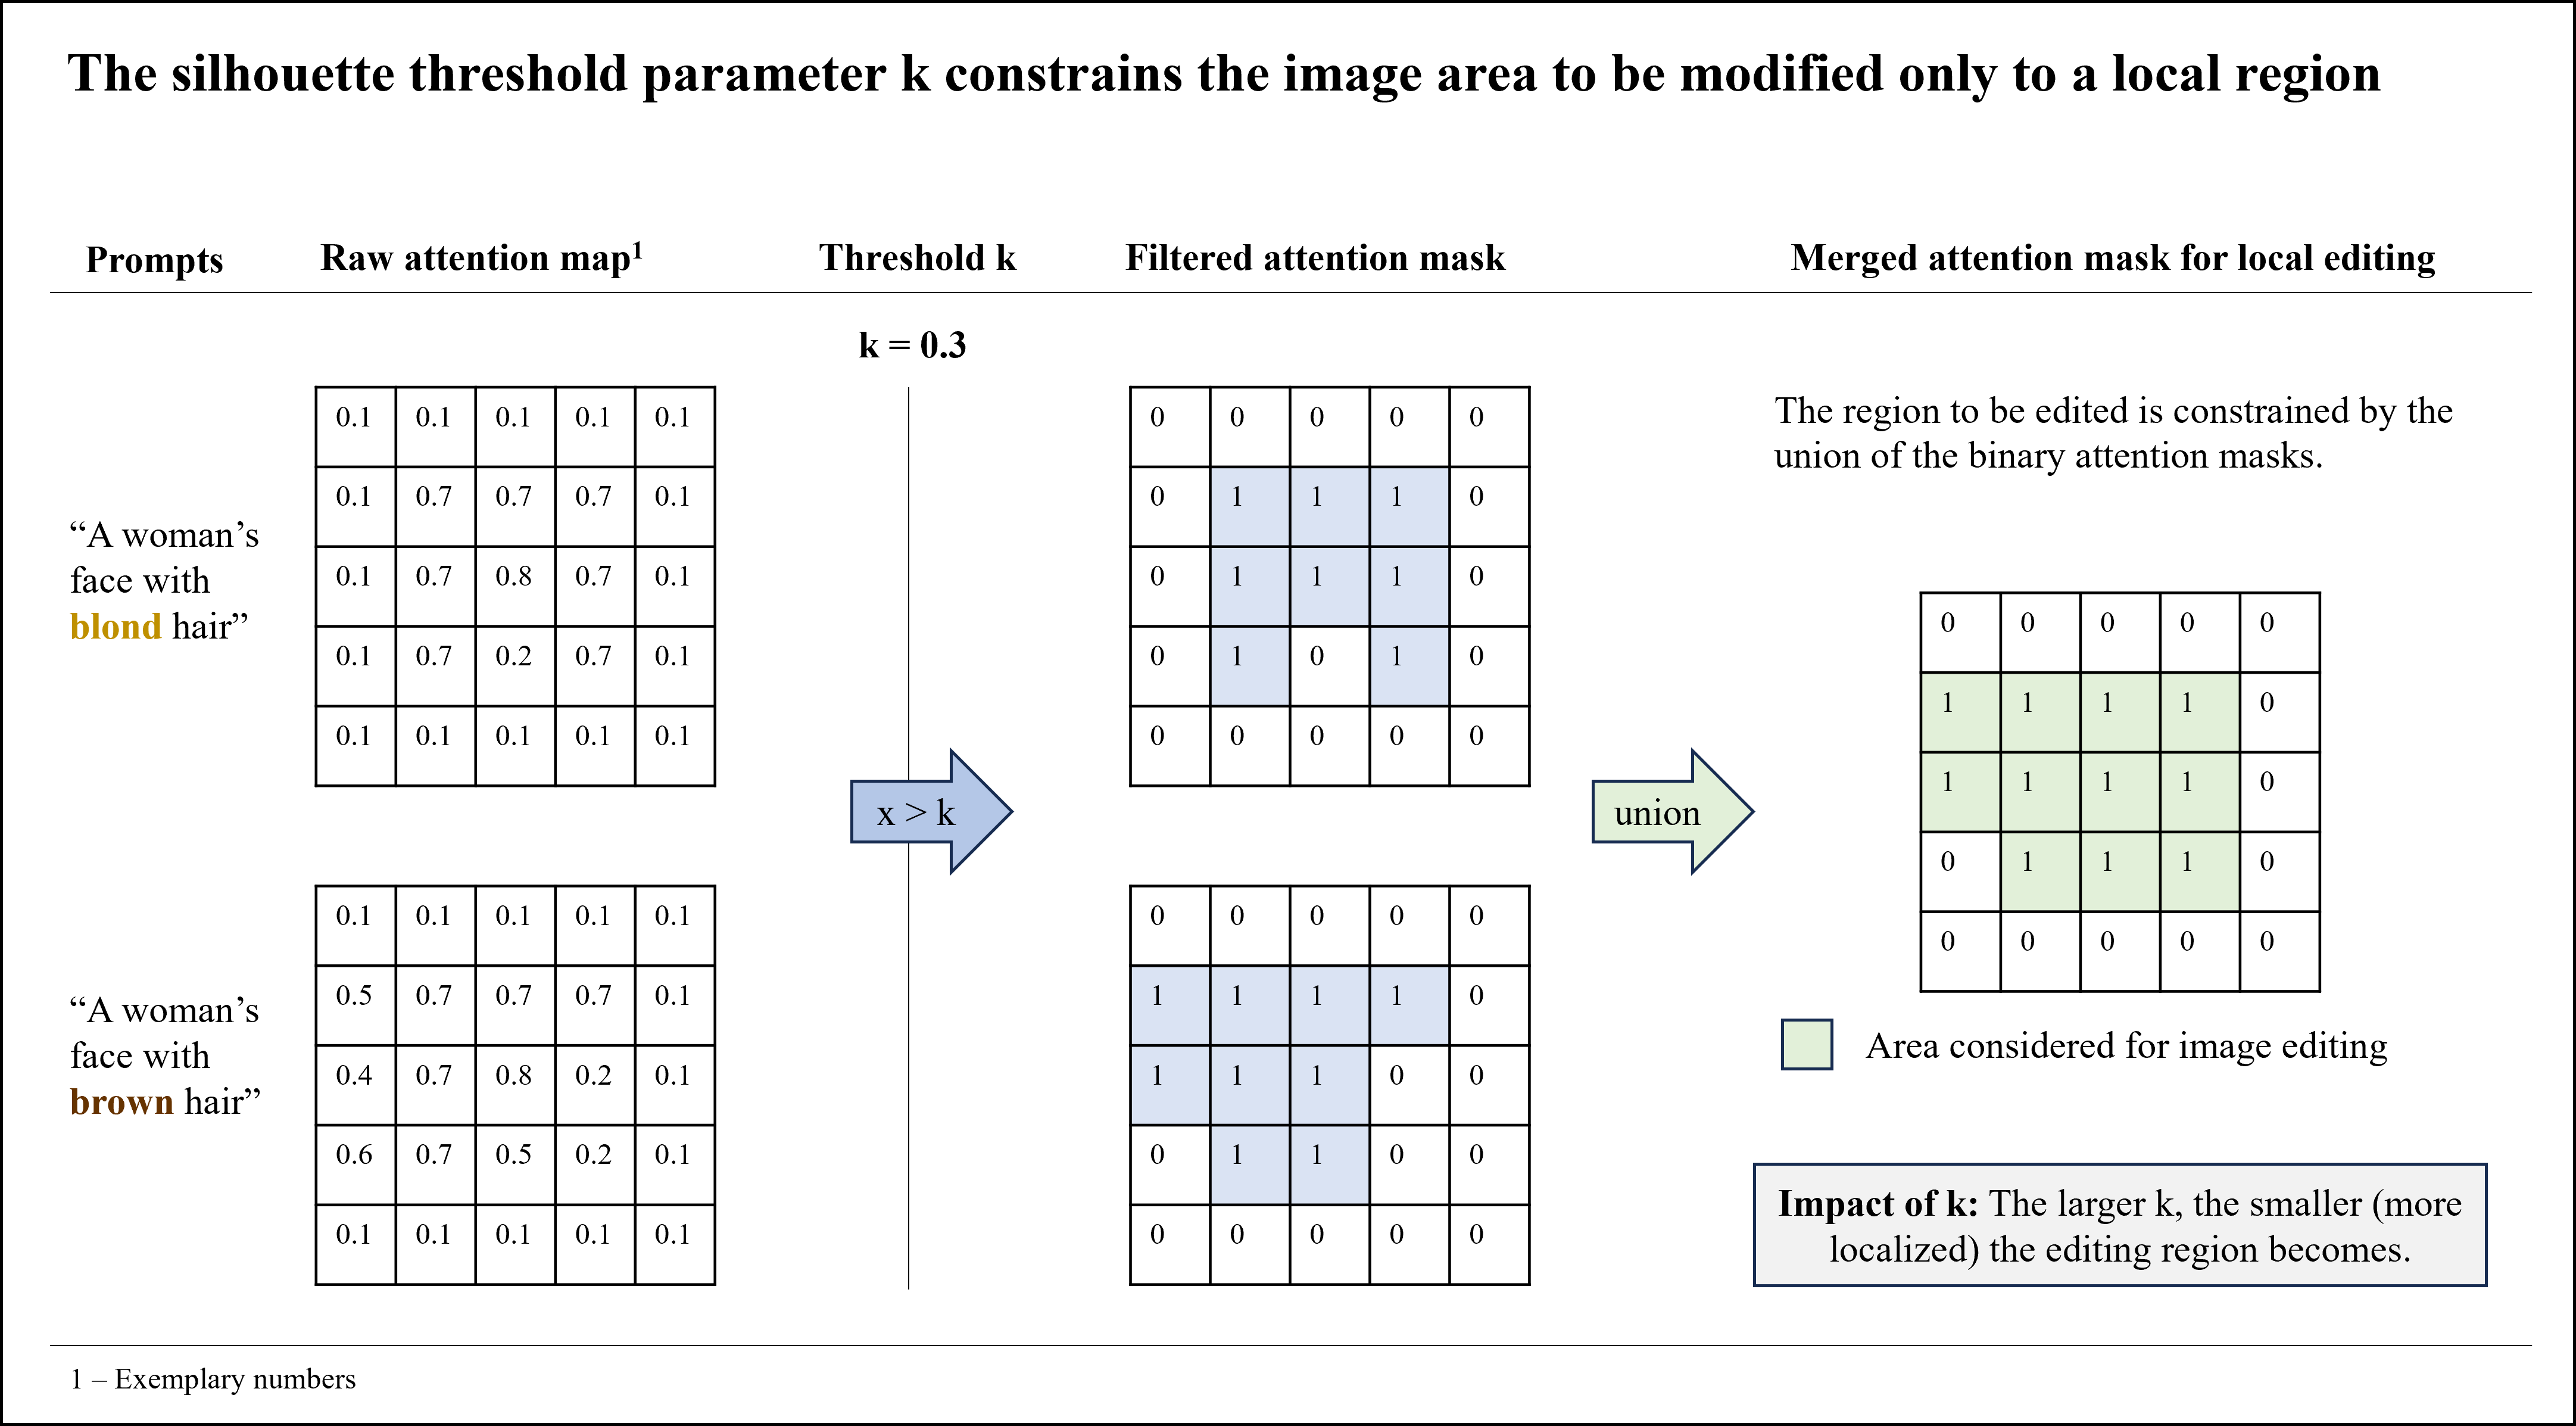 The silhouette threshold parameter k constrains the image area to be modified only to a local region
Prompts
Raw attention map¹
Threshold k
Filtered attention mask
Merged attention mask for local editing
“A woman’s
face with
blond hair”
0.1 0.1 0.1 0.1 0.1
0.1 0.7 0.7 0.7 0.1
0.1 0.7 0.8 0.7 0.1
0.1 0.7 0.2 0.7 0.1
0.1 0.1 0.1 0.1 0.1
“A woman’s
face with
brown hair”
0.1 0.1 0.1 0.1 0.1
0.5 0.7 0.7 0.7 0.1
0.4 0.7 0.8 0.2 0.1
0.6 0.7 0.5 0.2 0.1
0.1 0.1 0.1 0.1 0.1
k = 0.3
x > k
0 0 0 0 0
0 1 1 1 0
0 1 1 1 0
0 1 0 1 0
0 0 0 0 0
0 0 0 0 0
1 1 1 1 0
1 1 1 0 0
0 1 1 0 0
0 0 0 0 0
union
The region to be edited is constrained by the
union of the binary attention masks.
0 0 0 0 0
1 1 1 1 0
1 1 1 1 0
0 1 1 1 0
0 0 0 0 0
Area considered for image editing
Impact of k: The larger k, the smaller (more
localized) the editing region becomes.
1 – Exemplary numbers